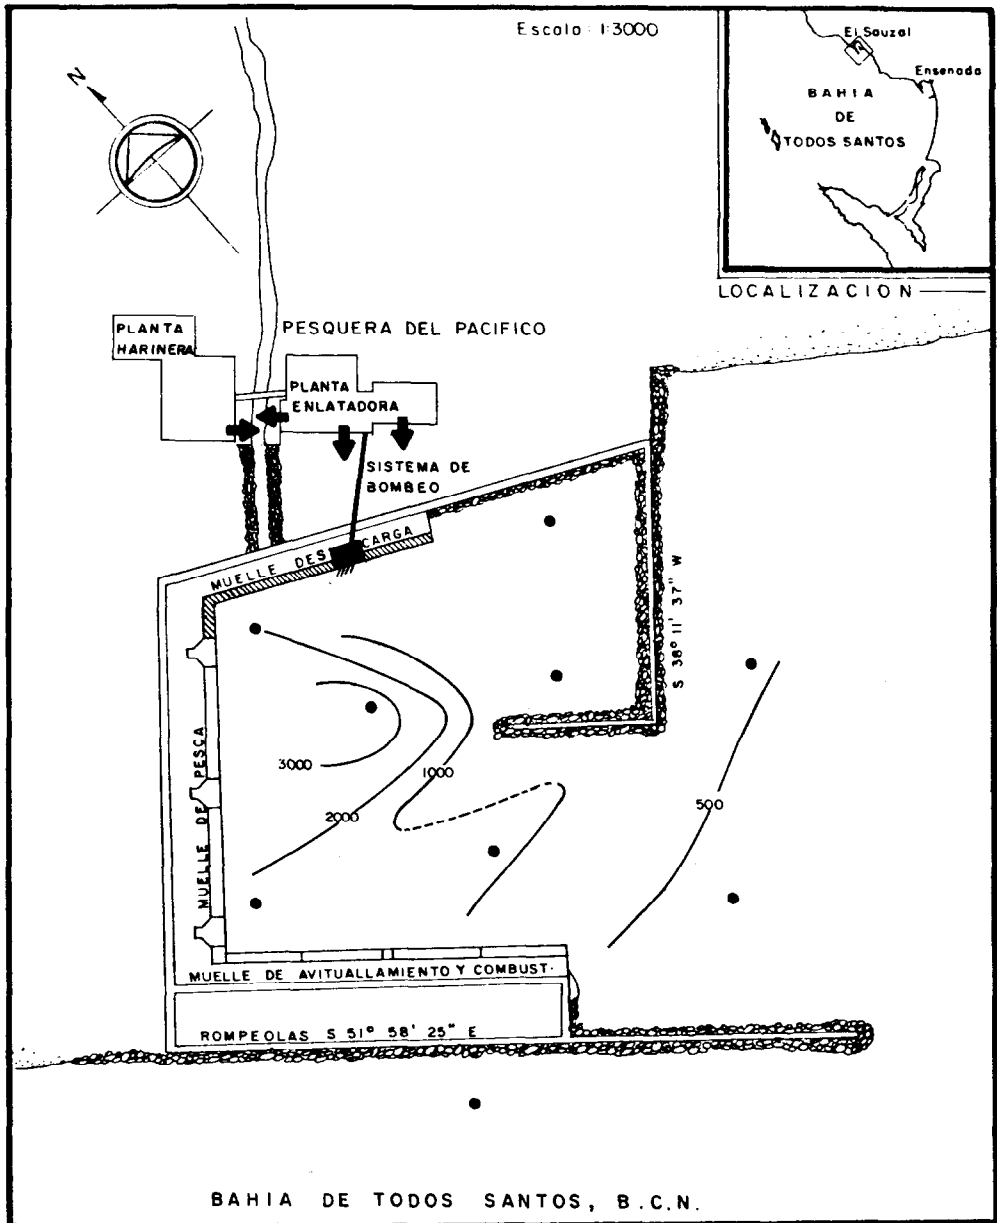 Escala 1:3000
N
El Sauzal
Ensenada
BAHIA
DE
TODOS SANTOS
LOCALIZACION
PLANTA
HARINERA
PESQUERA DEL PACIFICO
PLANTA
ENLATADORA
SISTEMA DE
BOMBEO
MUELLE DESCARGA
S 38° 11' 37" W
MUELLE DE PESCA
3000
1000
2000
500
MUELLE DE AVITUALLAMIENTO Y COMBUST.
ROMPEOLAS S 51° 58' 25" E
BAHIA DE TODOS SANTOS, B.C.N.